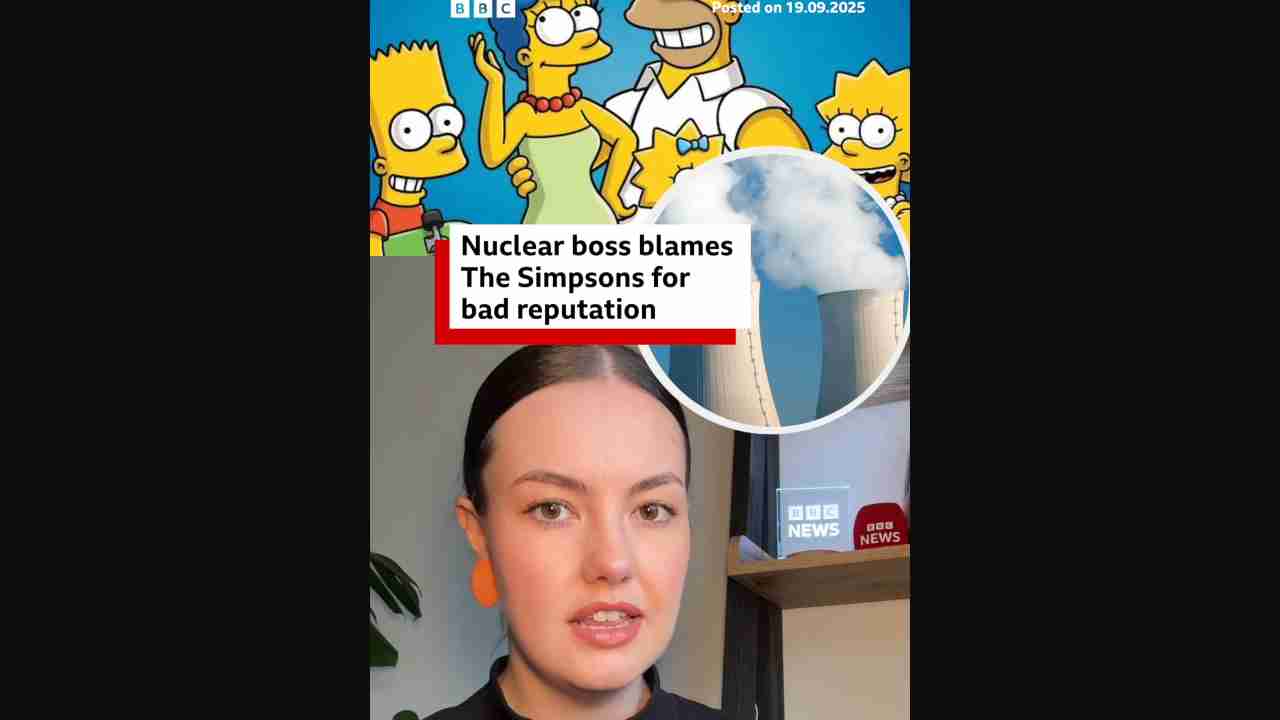 BBC
Posted on 19.09.2025
Nuclear boss blames
The Simpsons for
bad reputation
BBC
NEWS
BBC
NEWS